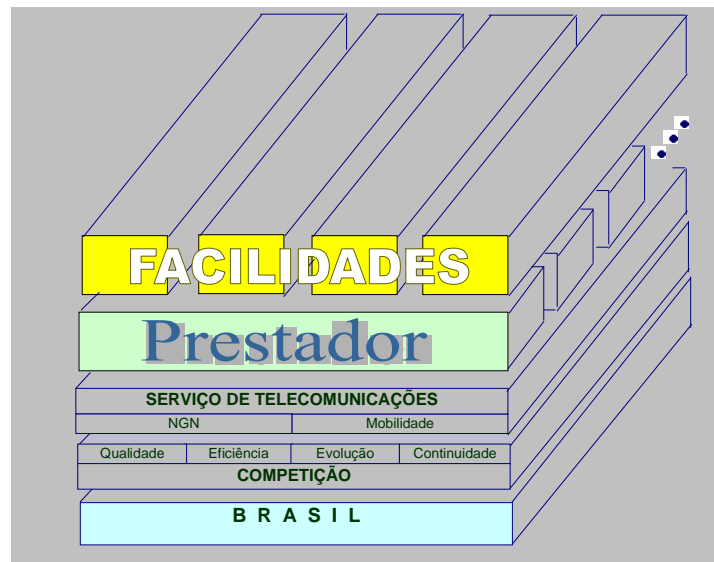 FACILIDADES
Prestador
SERVIÇO DE TELECOMUNICAÇÕES
NGN Mobilidade
Qualidade Eficiência Evolução Continuidade
COMPETIÇÃO
B R A S I L